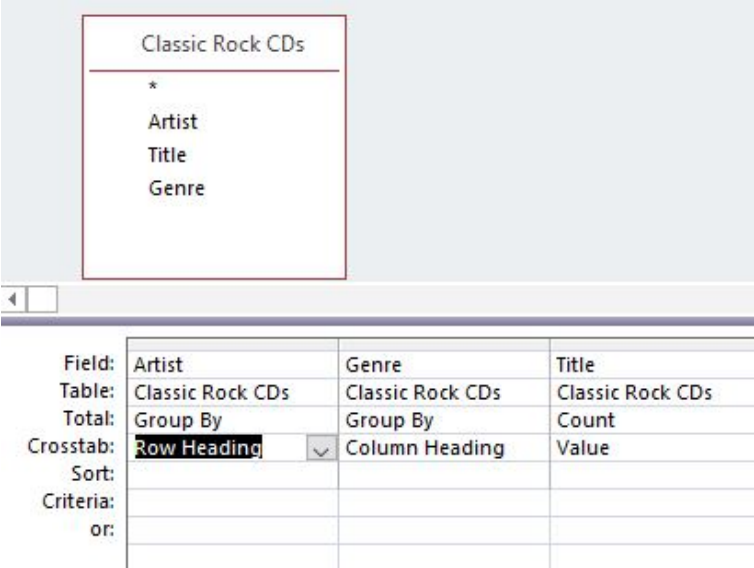 Classic Rock CDs
*
Artist
Title
Genre
Field: Artist Genre Title
Table: Classic Rock CDs Classic Rock CDs Classic Rock CDs
Total: Group By Group By Count
Crosstab: Row Heading Column Heading Value
Sort:
Criteria:
or: